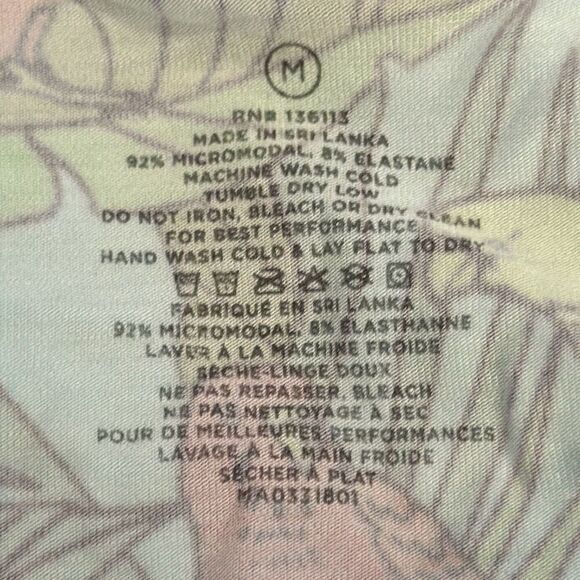 M
RN# 136113
MADE IN SRI LANKA
92% MICROMODAL, 8% ELASTANE
MACHINE WASH COLD
TUMBLE DRY LOW
DO NOT IRON, BLEACH OR DRY CLEAN
FOR BEST PERFORMANCE
HAND WASH COLD & LAY FLAT TO DRY
FABRIQUÉ EN SRI LANKA
92% MICROMODAL, 8% ÉLASTHANNE
LAVER À LA MACHINE FROIDE
SÈCHE-LINGE DOUX
NE PAS REPASSER, BLEACH
NE PAS NETTOYAGE À SEC
POUR DE MEILLEURES PERFORMANCES
LAVAGE À LA MAIN FROIDE
SÉCHER À PLAT
MA0331801